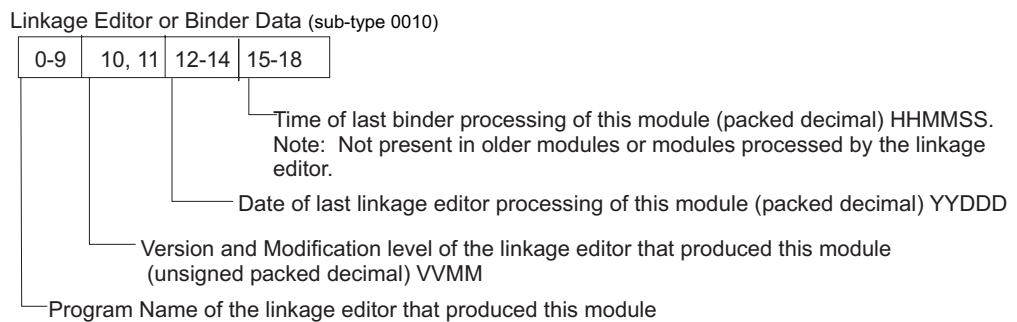 Linkage Editor or Binder Data (sub-type 0010)
0-9 10, 11 12-14 15-18
Time of last binder processing of this module (packed decimal) HHMMSS.
Note: Not present in older modules or modules processed by the linkage
editor.
Date of last linkage editor processing of this module (packed decimal) YYDDD
Version and Modification level of the linkage editor that produced this module
(unsigned packed decimal) VVMM
Program Name of the linkage editor that produced this module